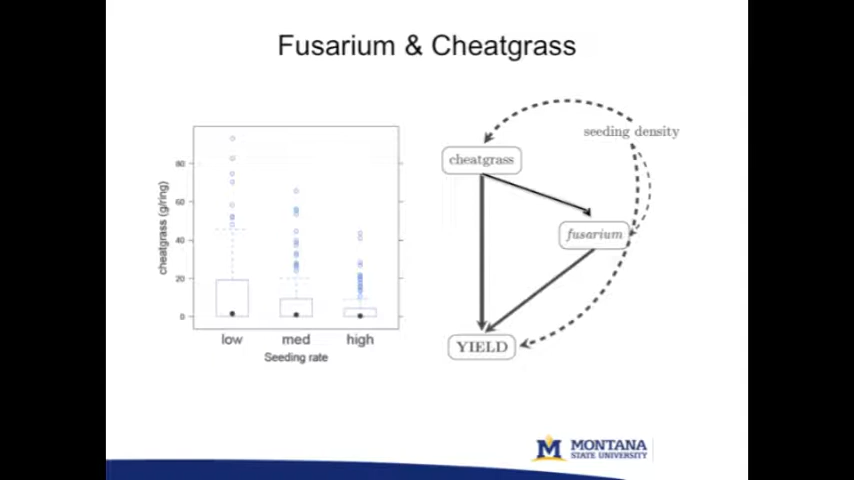 Fusarium & Cheatgrass
cheatgrass (g/ring)
80
60
40
20
0
low med high
Seeding rate
seeding density
cheatgrass
fusarium
YIELD
M MONTANA
STATE UNIVERSITY